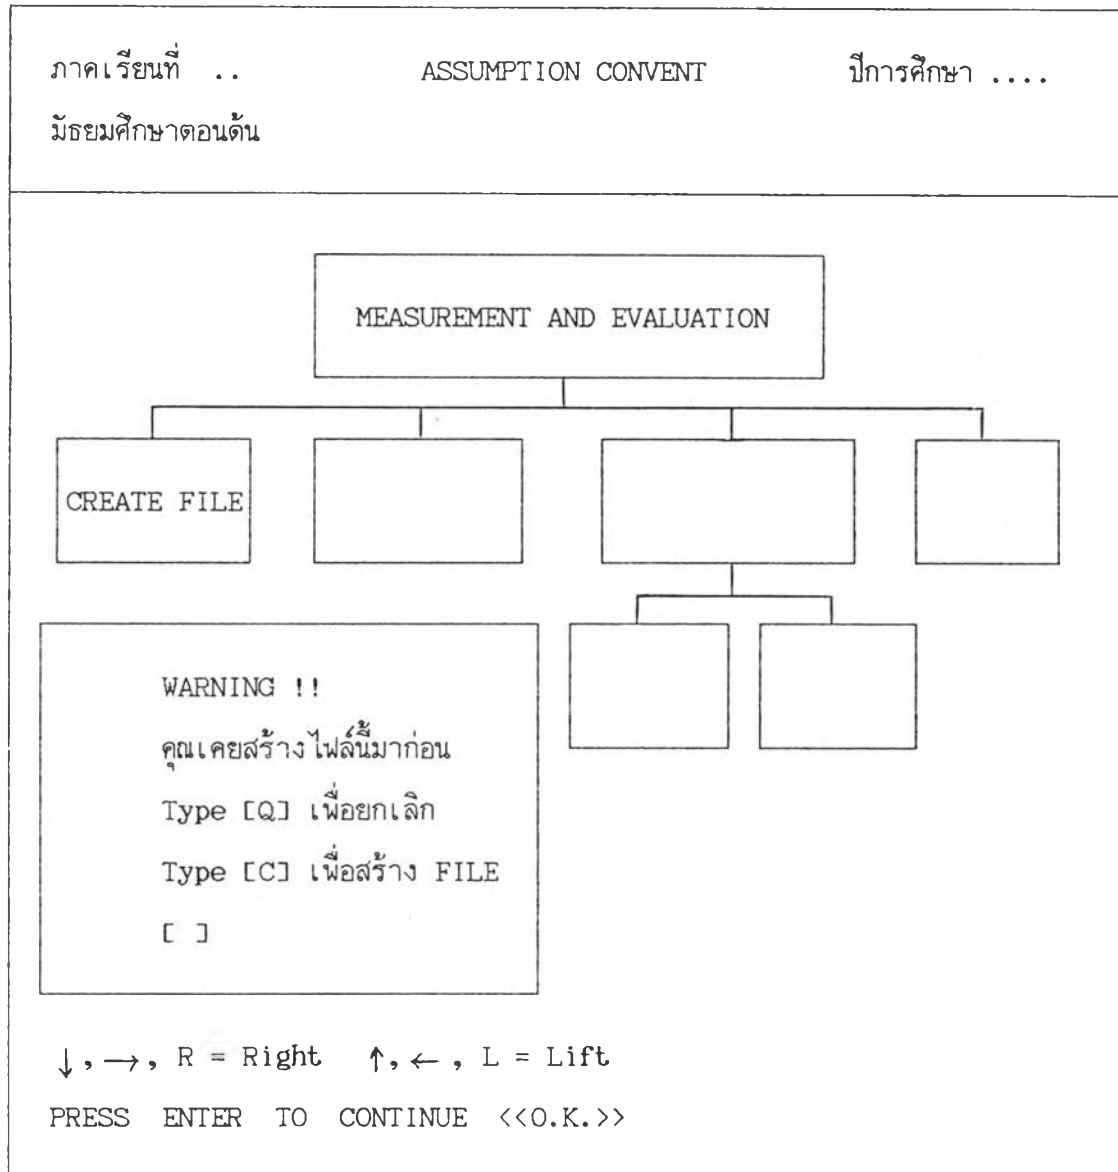 ภาคเรียนที่ .. ASSUMPTION CONVENT ปีการศึกษา ....
มัธยมศึกษาตอนต้น
MEASUREMENT AND EVALUATION
CREATE FILE
WARNING !!
คุณเคยสร้างไฟล์นี้มาก่อน
Type [Q] เพื่อยกเลิก
Type [C] เพื่อสร้าง FILE
[ ]
↓, →, R = Right ↑, ←, L = Lift
PRESS ENTER TO CONTINUE <<O.K.>>